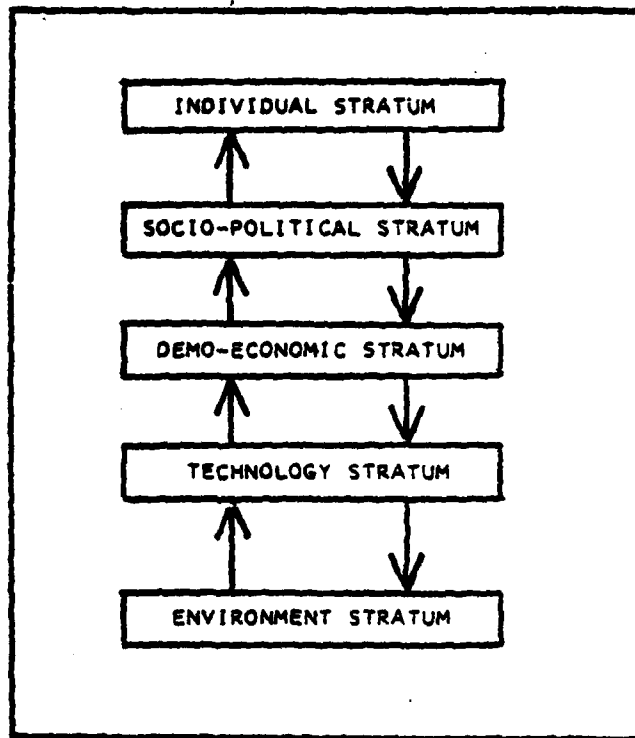 INDIVIDUAL STRATUM
SOCIO-POLITICAL STRATUM
DEMO-ECONOMIC STRATUM
TECHNOLOGY STRATUM
ENVIRONMENT STRATUM